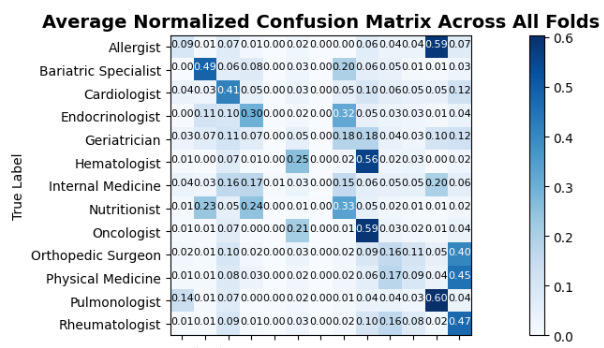 Average Normalized Confusion Matrix Across All Folds
True Label
Allergist 0.09 0.01 0.07 0.01 0.00 0.02 0.00 0.00 0.06 0.04 0.04 0.59 0.07
Bariatric Specialist 0.00 0.49 0.06 0.08 0.00 0.03 0.00 0.20 0.06 0.05 0.01 0.01 0.03
Cardiologist 0.04 0.03 0.41 0.05 0.00 0.03 0.00 0.05 0.10 0.06 0.05 0.05 0.12
Endocrinologist 0.00 0.11 0.10 0.30 0.00 0.02 0.00 0.32 0.05 0.03 0.03 0.01 0.04
Geriatrician 0.03 0.07 0.11 0.07 0.00 0.05 0.00 0.18 0.18 0.04 0.03 0.10 0.12
Hematologist 0.01 0.00 0.07 0.01 0.00 0.25 0.00 0.02 0.56 0.02 0.03 0.00 0.02
Internal Medicine 0.04 0.03 0.16 0.17 0.01 0.03 0.00 0.15 0.06 0.05 0.05 0.20 0.06
Nutritionist 0.01 0.23 0.05 0.24 0.00 0.01 0.00 0.33 0.05 0.02 0.01 0.01 0.02
Oncologist 0.01 0.01 0.07 0.00 0.00 0.21 0.00 0.01 0.59 0.03 0.02 0.01 0.04
Orthopedic Surgeon 0.02 0.01 0.10 0.02 0.00 0.03 0.00 0.02 0.09 0.16 0.11 0.05 0.40
Physical Medicine 0.01 0.01 0.08 0.03 0.00 0.02 0.00 0.02 0.06 0.17 0.09 0.04 0.45
Pulmonologist 0.14 0.01 0.07 0.00 0.00 0.02 0.00 0.01 0.04 0.04 0.03 0.60 0.04
Rheumatologist 0.01 0.01 0.09 0.01 0.00 0.03 0.00 0.02 0.10 0.16 0.08 0.02 0.47
0.6
0.5
0.4
0.3
0.2
0.1
0.0